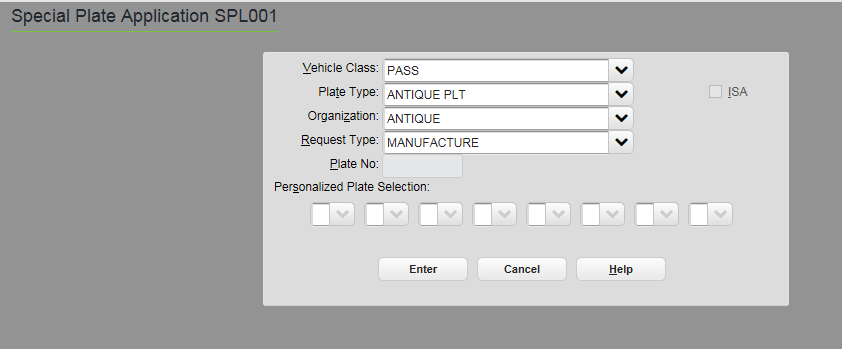 Special Plate Application SPL001
Vehicle Class: PASS
Plate Type: ANTIQUE PLT
ISA
Organization: ANTIQUE
Request Type: MANUFACTURE
Plate No:
Personalized Plate Selection:
Enter Cancel Help